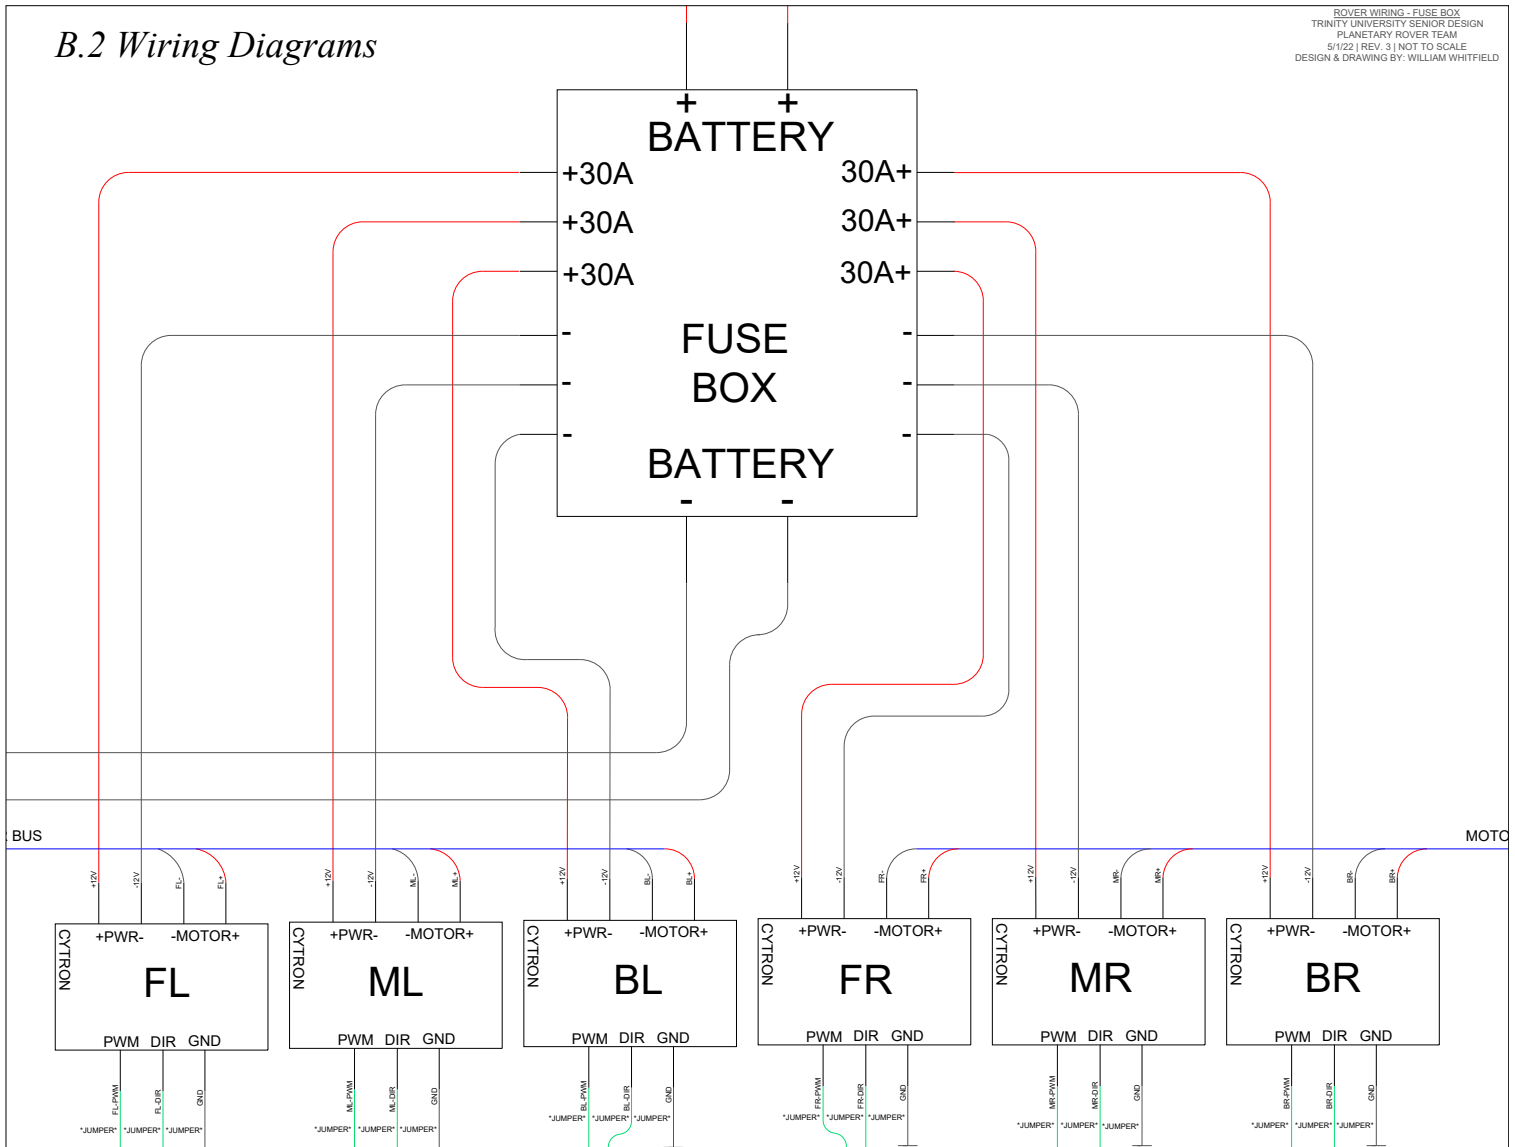 B.2 Wiring Diagrams
ROVER WIRING - FUSE BOX
TRINITY UNIVERSITY SENIOR DESIGN
PLANETARY ROVER TEAM
5/1/22 | REV. 3 | NOT TO SCALE
DESIGN & DRAWING BY: WILLIAM WHITFIELD
+ +
BATTERY
+30A 30A+
+30A 30A+
+30A 30A+
- -
FUSE
BOX
- -
- -
BATTERY
- -
BUS MOTO
+12V -12V FL- FL+ +12V -12V ML- ML+ +12V -12V BL- BL+ +12V -12V FR- FR+ +12V -12V MR- MR+ +12V -12V BR- BR+
CYTRON +PWR- -MOTOR+ CYTRON +PWR- -MOTOR+ CYTRON +PWR- -MOTOR+ CYTRON +PWR- -MOTOR+ CYTRON +PWR- -MOTOR+ CYTRON +PWR- -MOTOR+
FL ML BL FR MR BR
PWM DIR GND PWM DIR GND PWM DIR GND PWM DIR GND PWM DIR GND PWM DIR GND
FL-PWM FL-DIR GND ML-PWM ML-DIR GND BL-PWM BL-DIR GND FR-PWM FR-DIR GND MR-PWM MR-DIR GND BR-PWM BR-DIR GND
*JUMPER* *JUMPER* *JUMPER* *JUMPER* *JUMPER* *JUMPER* *JUMPER* *JUMPER* *JUMPER* *JUMPER* *JUMPER* *JUMPER* *JUMPER* *JUMPER* *JUMPER* *JUMPER* *JUMPER* *JUMPER*